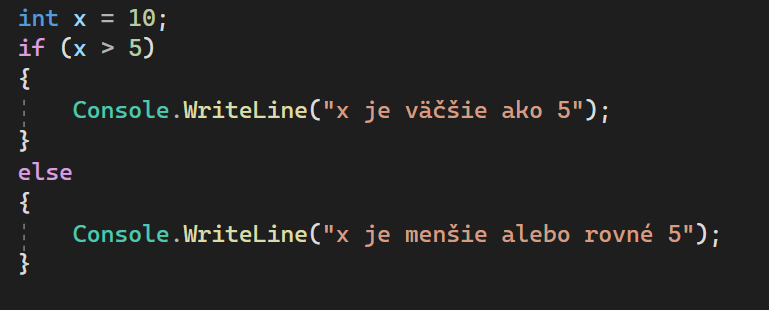 int x = 10;
if (x > 5)
{
    Console.WriteLine("x je väčšie ako 5");
}
else
{
    Console.WriteLine("x je menšie alebo rovné 5");
}